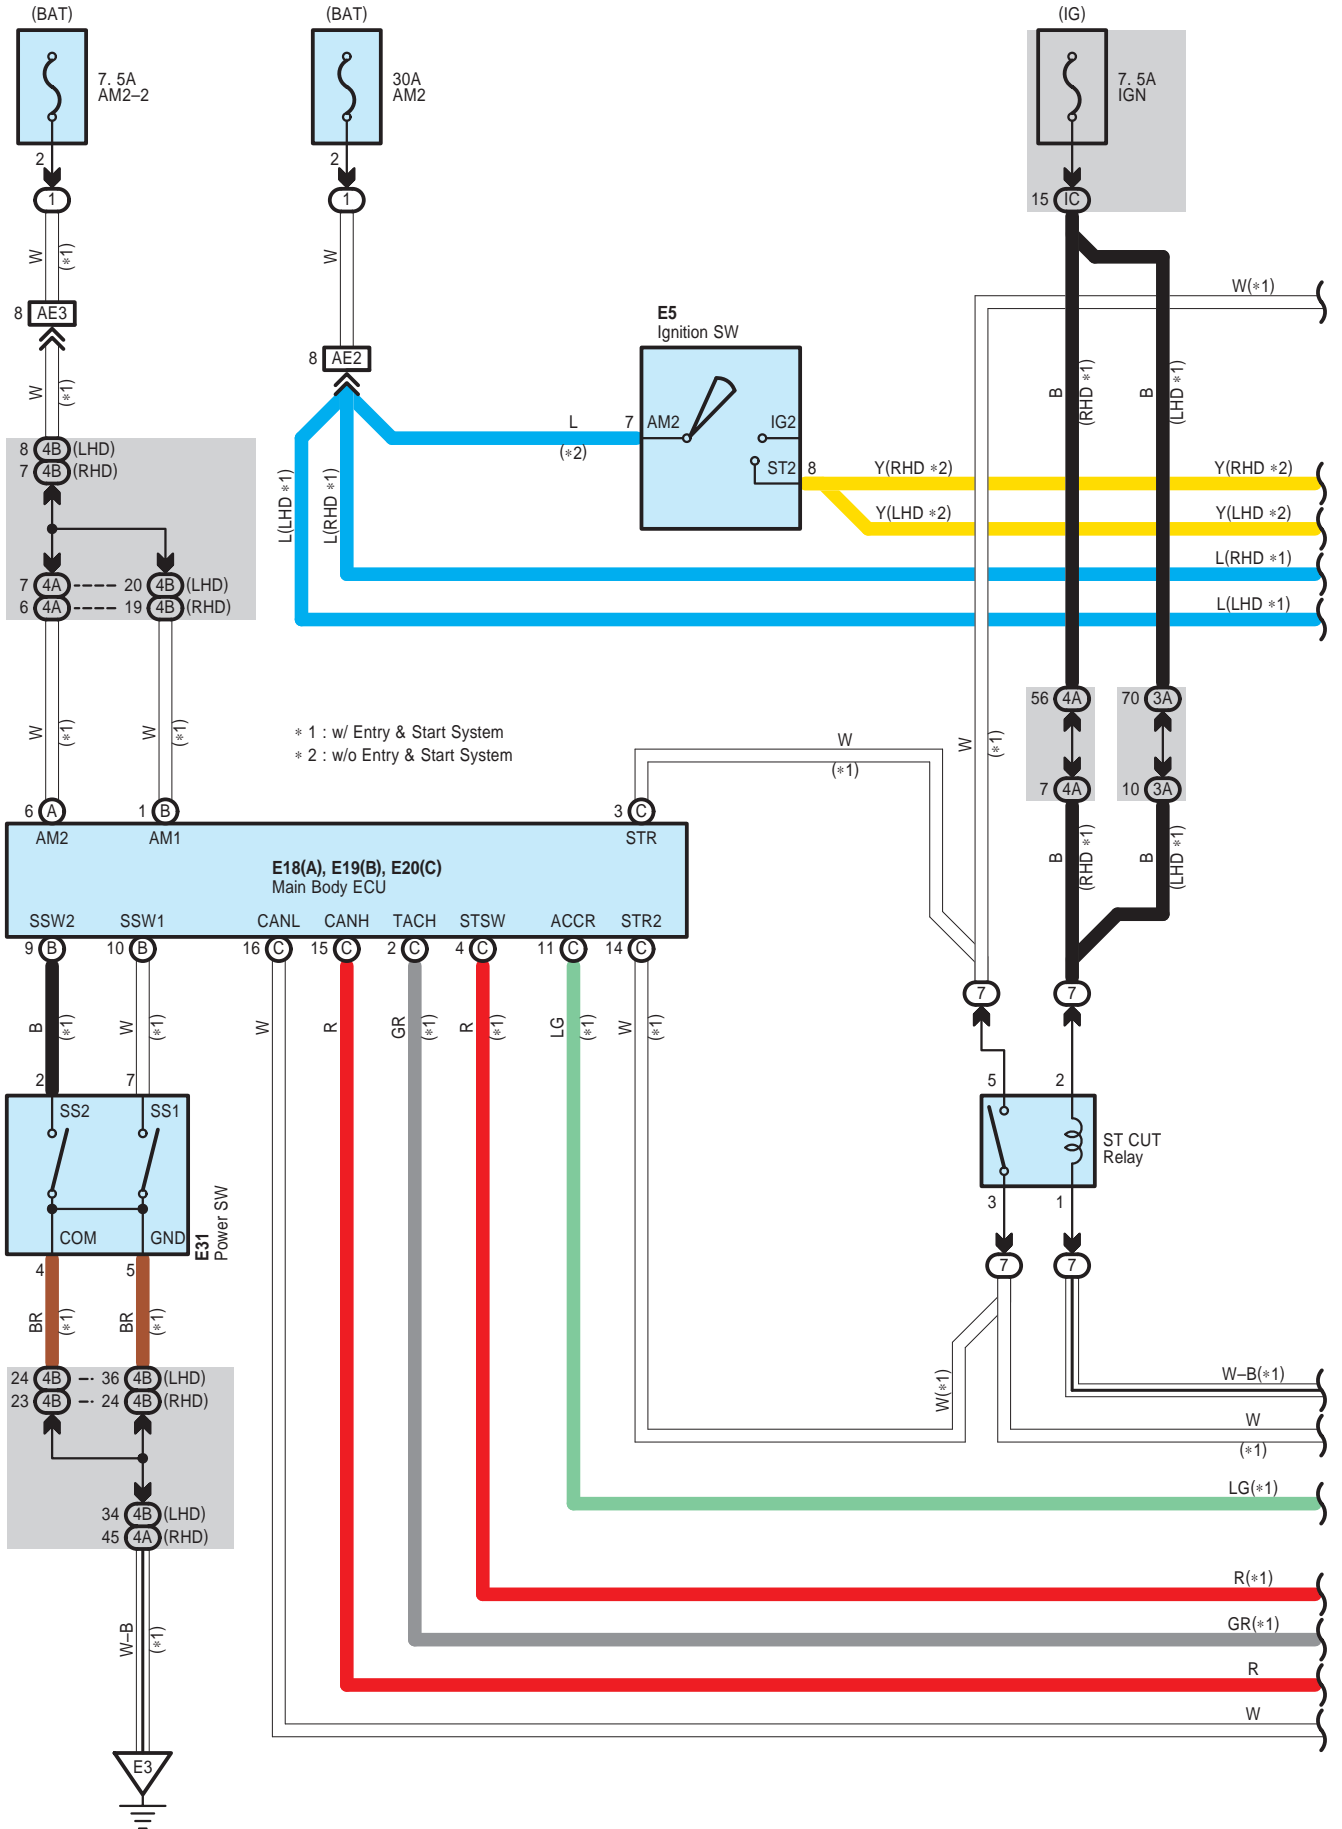 (BAT)
(BAT)
(IG)
7. 5A
AM2–2
30A
AM2
7. 5A
IGN
2
2
1
1
15 IC
W
(∗1)
W
W(∗1)
8 AE3
E5
Ignition SW
8 AE2
W
(∗1)
B
(RHD ∗1)
B
(LHD ∗1)
L
(∗2)
7 AM2
IG2
ST2 8
8 4B (LHD)
7 4B (RHD)
L(LHD ∗1)
L(RHD ∗1)
Y(RHD ∗2)
Y(RHD ∗2)
Y(LHD ∗2)
Y(LHD ∗2)
L(RHD ∗1)
L(LHD ∗1)
7 4A 20 4B (LHD)
6 4A 19 4B (RHD)
56 4A
70 3A
W
(∗1)
W
(∗1)
∗ 1 : w/ Entry & Start System
∗ 2 : w/o Entry & Start System
W
(∗1)
W
(∗1)
7 4A
10 3A
6 A
1 B
3 C
AM2
AM1
STR
B
(RHD ∗1)
B
(LHD ∗1)
E18(A), E19(B), E20(C)
Main Body ECU
SSW2
SSW1
CANL
CANH
TACH
STSW
ACCR
STR2
9 B
10 B
16 C
15 C
2 C
4 C
11 C
14 C
7
7
B
(∗1)
W
(∗1)
W
R
GR
(∗1)
R
(∗1)
LG
(∗1)
W
(∗1)
2
7
5
2
SS2
SS1
ST CUT
Relay
3
1
COM
GND
E31
Power SW
4
5
7
7
BR
(∗1)
BR
(∗1)
24 4B 36 4B (LHD)
23 4B 24 4B (RHD)
W(∗1)
W–B(∗1)
W
(∗1)
LG(∗1)
34 4B (LHD)
45 4A (RHD)
R(∗1)
GR(∗1)
W–B
(∗1)
R
W
E3